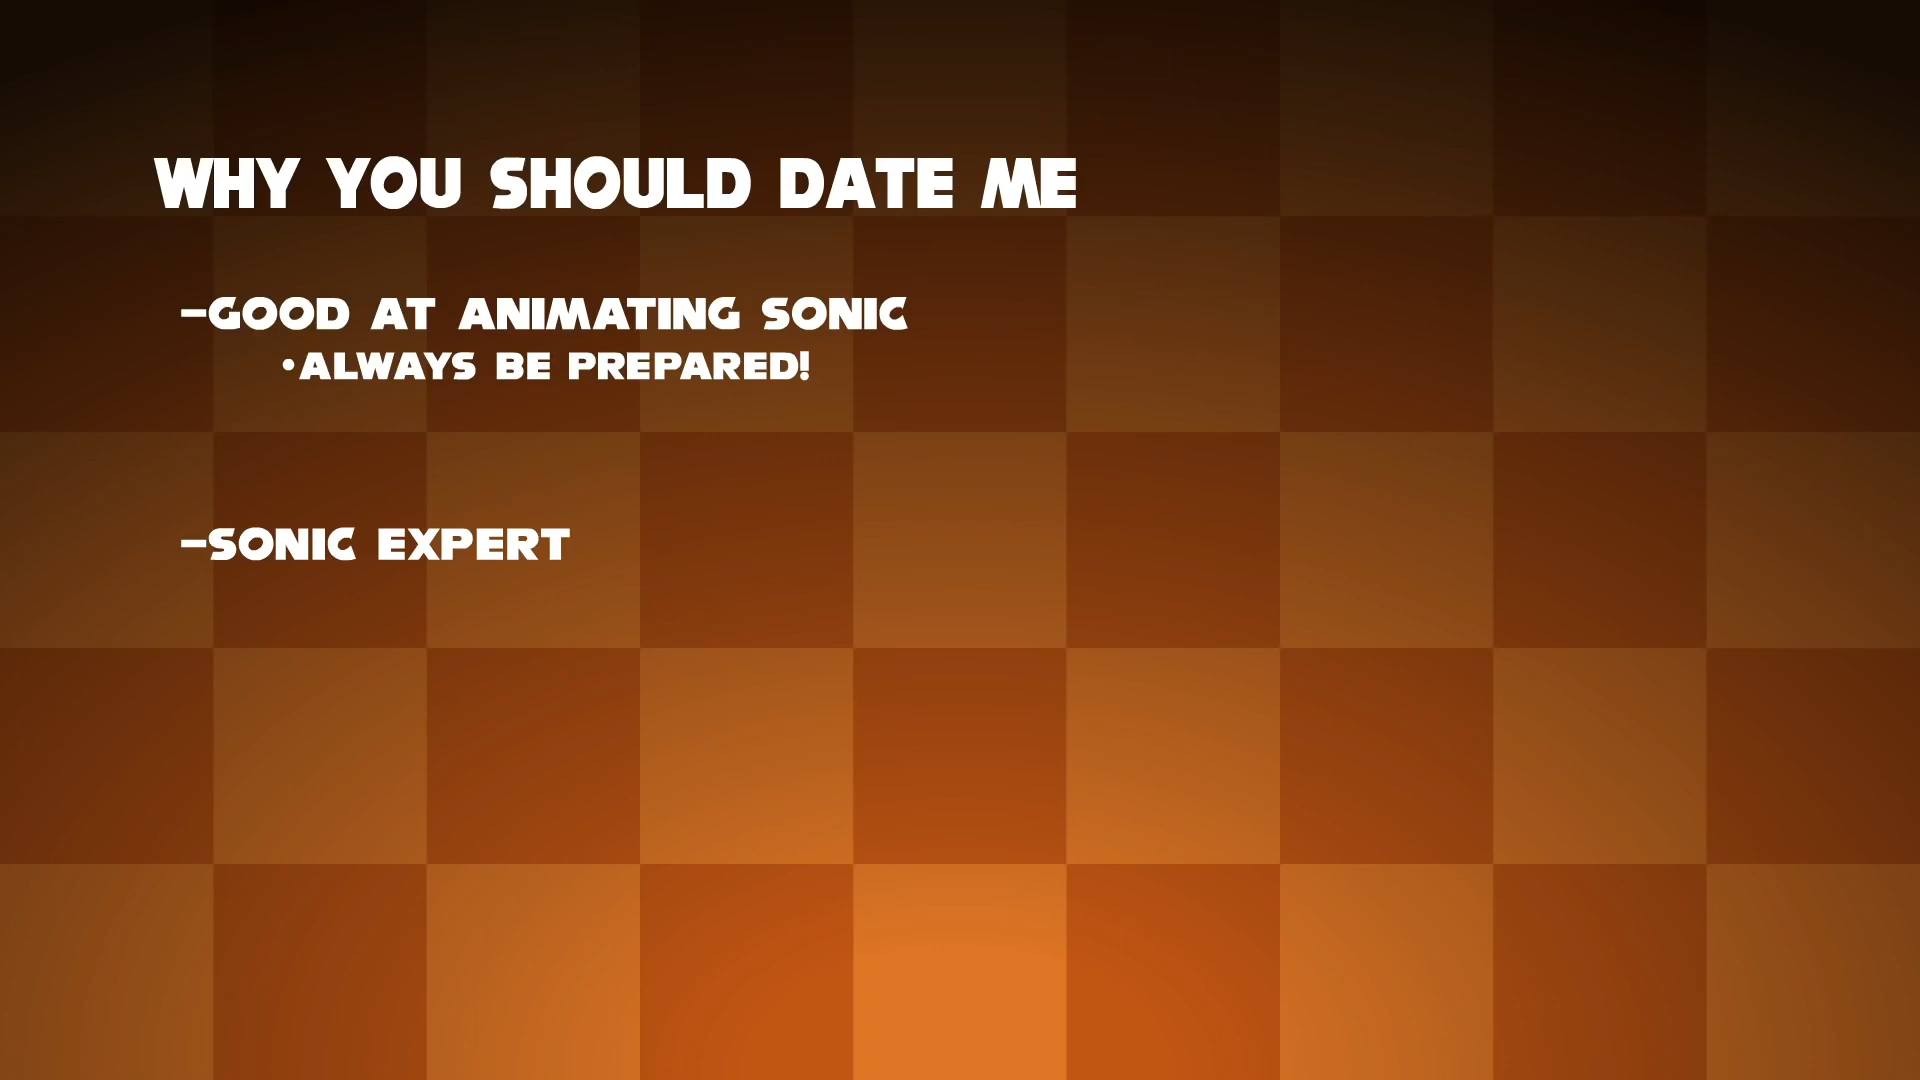 WHY YOU SHOULD DATE ME
-GOOD AT ANIMATING SONIC
•ALWAYS BE PREPARED!
-SONIC EXPERT